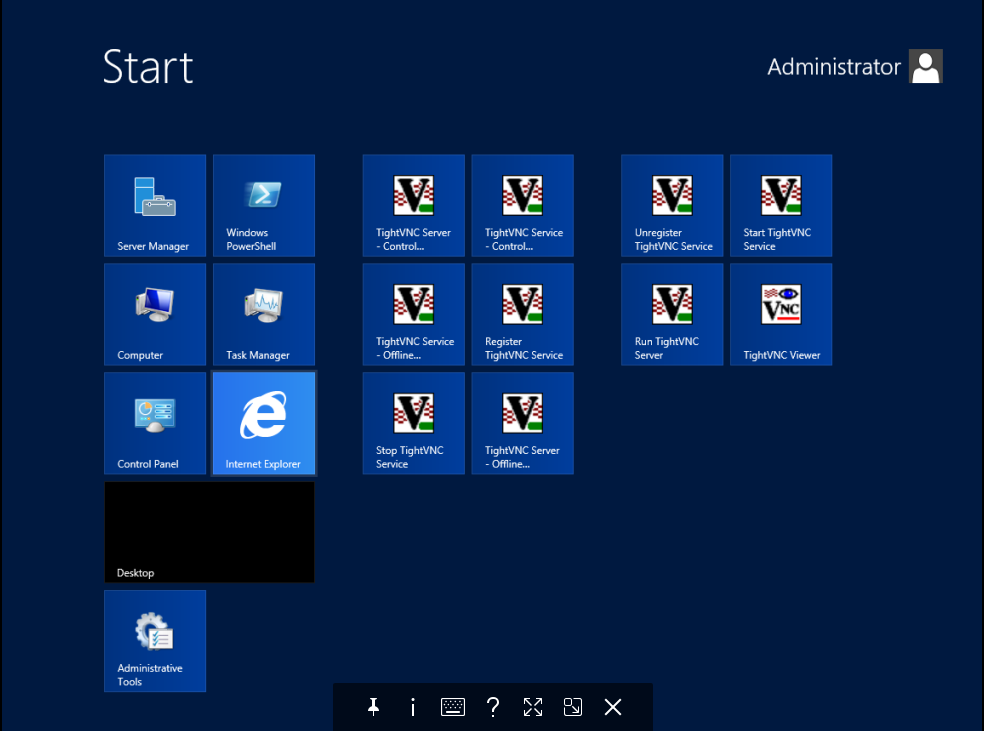 Start
Administrator
Server Manager
Windows
PowerShell
TightVNC Server
- Control...
TightVNC Service
- Control...
Unregister
TightVNC Service
Start TightVNC
Service
Computer
Task Manager
TightVNC Service
- Offline...
Register
TightVNC Service
Run TightVNC
Server
VNC
TightVNC Viewer
Control Panel
Internet Explorer
Stop TightVNC
Service
TightVNC Server
- Offline...
Desktop
Administrative
Tools